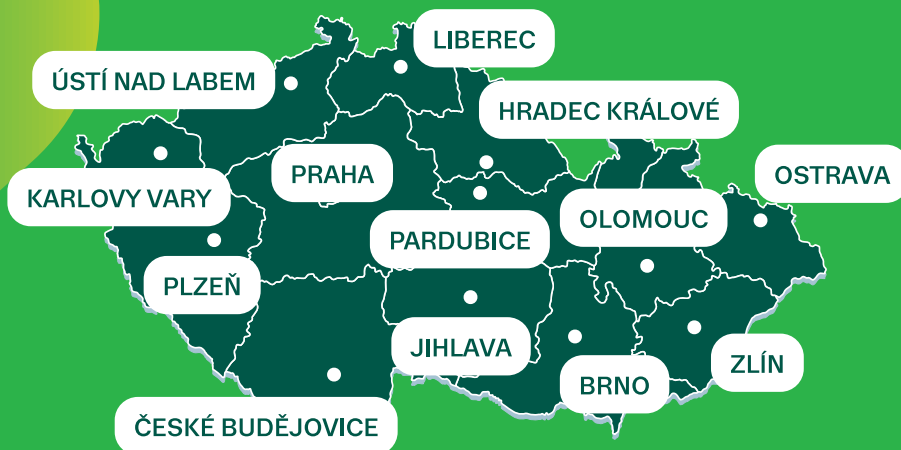 LIBEREC
ÚSTÍ NAD LABEM
HRADEC KRÁLOVÉ
PRAHA
OSTRAVA
KARLOVY VARY
OLOMOUC
PARDUBICE
PLZEŇ
JIHLAVA
ZLÍN
BRNO
ČESKÉ BUDĚJOVICE